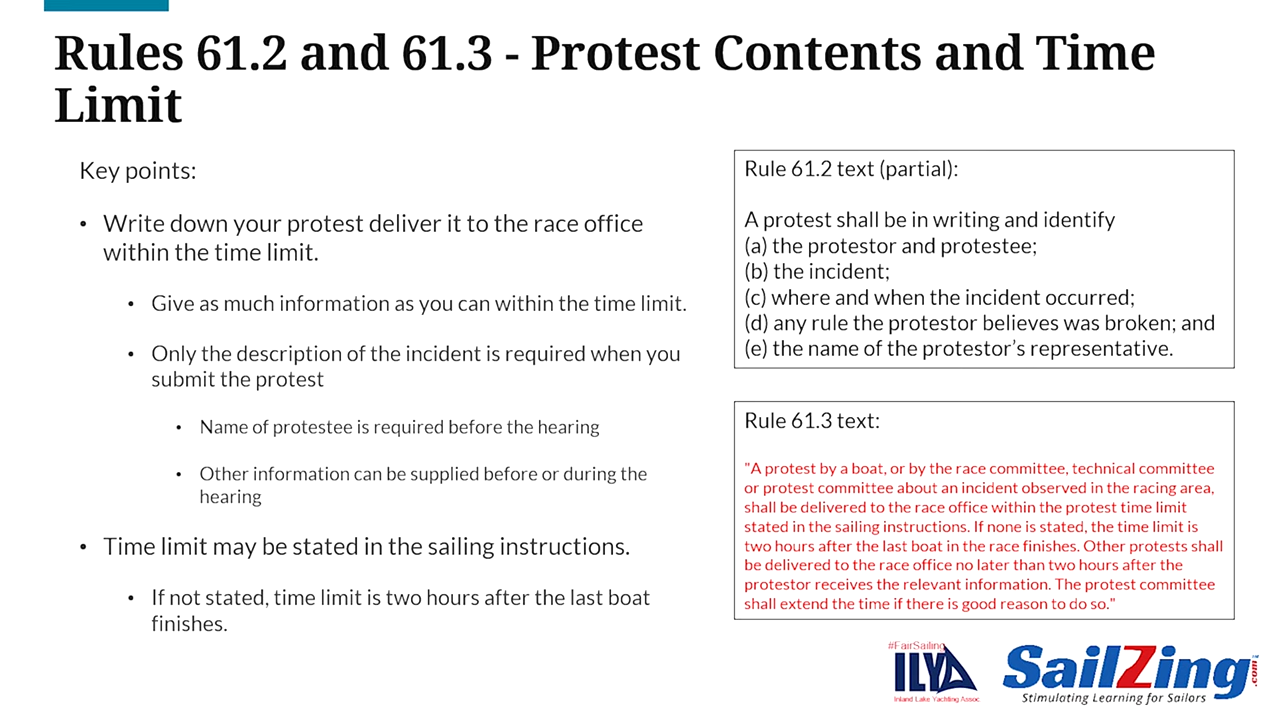 Rules 61.2 and 61.3 - Protest Contents and Time
Limit
Key points:
• Write down your protest deliver it to the race office
within the time limit.
• Give as much information as you can within the time limit.
• Only the description of the incident is required when you
submit the protest
• Name of protestee is required before the hearing
• Other information can be supplied before or during the
hearing
• Time limit may be stated in the sailing instructions.
• If not stated, time limit is two hours after the last boat
finishes.
Rule 61.2 text (partial):
A protest shall be in writing and identify
(a) the protestor and protestee;
(b) the incident;
(c) where and when the incident occurred;
(d) any rule the protestor believes was broken; and
(e) the name of the protestor's representative.
Rule 61.3 text:
"A protest by a boat, or by the race committee, technical committee
or protest committee about an incident observed in the racing area,
shall be delivered to the race office within the protest time limit
stated in the sailing instructions. If none is stated, the time limit is
two hours after the last boat in the race finishes. Other protests shall
be delivered to the race office no later than two hours after the
protestor receives the relevant information. The protest committee
shall extend the time if there is good reason to do so."
#FairSailing
ILYA
Inland Lake Yachting Assoc
SailZing.com
Stimulating Learning for Sailors